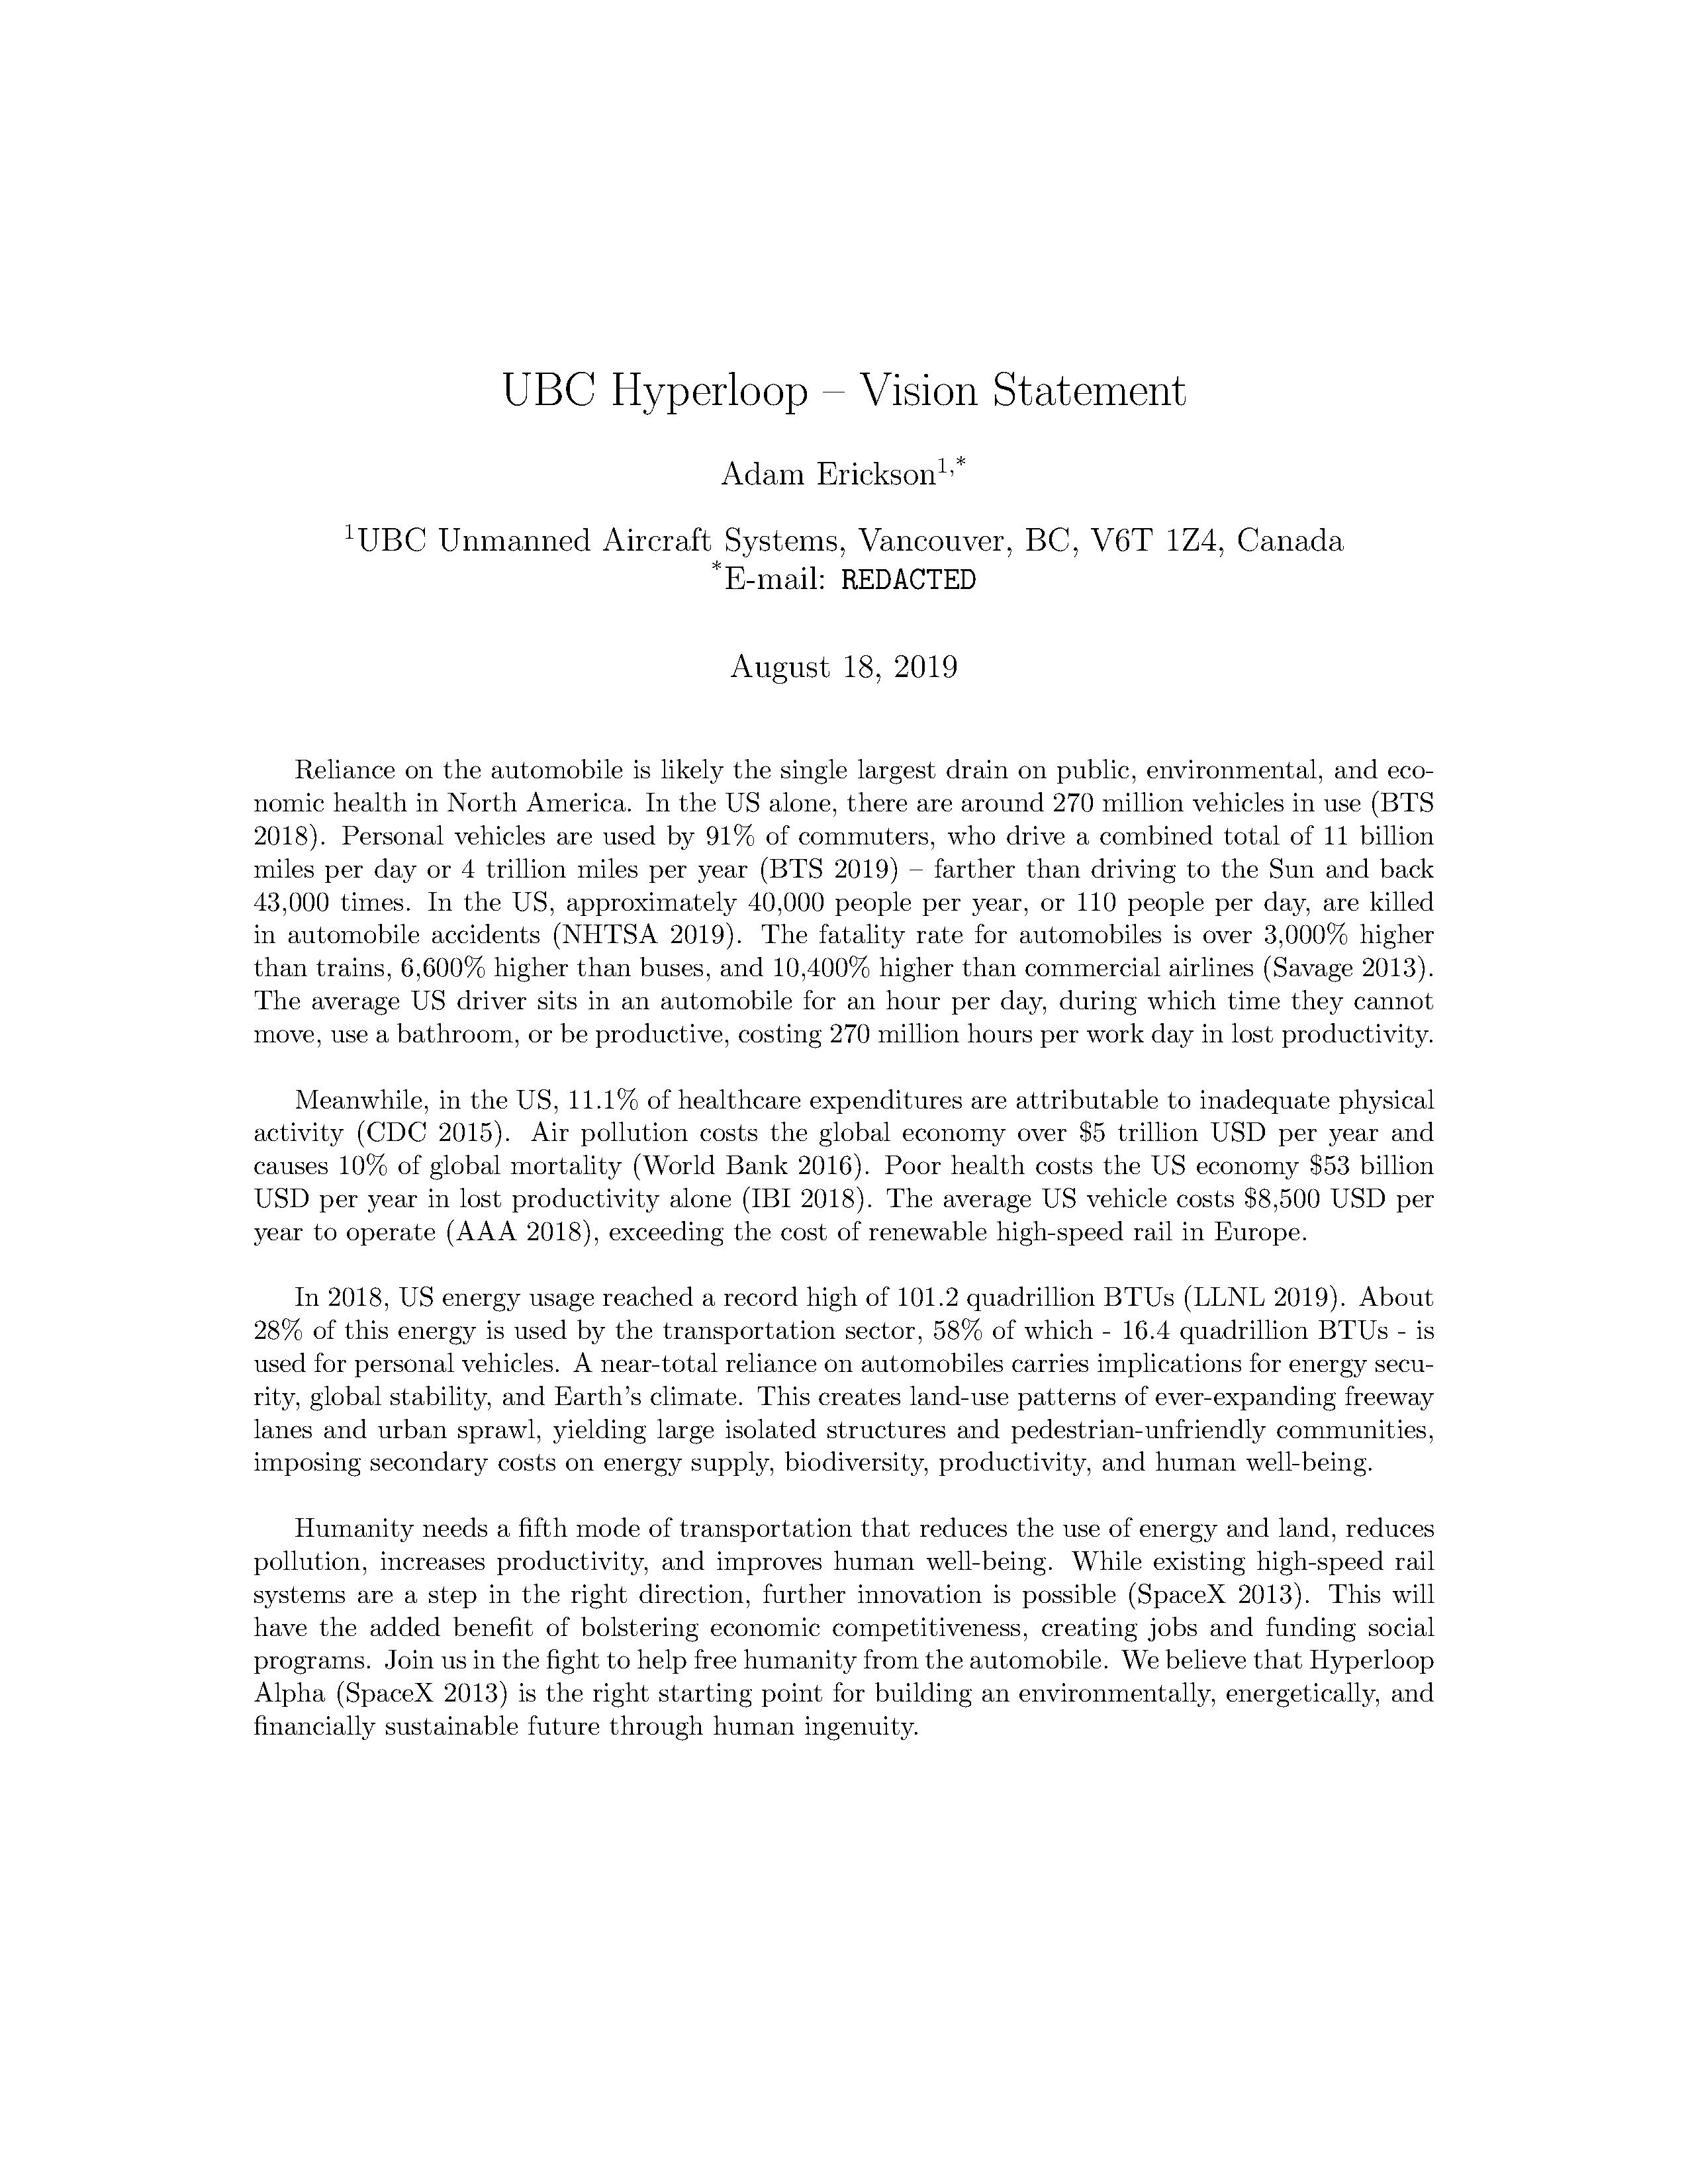 UBC Hyperloop – Vision Statement
Adam Erickson1,*
1UBC Unmanned Aircraft Systems, Vancouver, BC, V6T 1Z4, Canada
*E-mail: REDACTED
August 18, 2019
Reliance on the automobile is likely the single largest drain on public, environmental, and eco-
nomic health in North America. In the US alone, there are around 270 million vehicles in use (BTS
2018). Personal vehicles are used by 91% of commuters, who drive a combined total of 11 billion
miles per day or 4 trillion miles per year (BTS 2019) – farther than driving to the Sun and back
43,000 times. In the US, approximately 40,000 people per year, or 110 people per day, are killed
in automobile accidents (NHTSA 2019). The fatality rate for automobiles is over 3,000% higher
than trains, 6,600% higher than buses, and 10,400% higher than commercial airlines (Savage 2013).
The average US driver sits in an automobile for an hour per day, during which time they cannot
move, use a bathroom, or be productive, costing 270 million hours per work day in lost productivity.
Meanwhile, in the US, 11.1% of healthcare expenditures are attributable to inadequate physical
activity (CDC 2015). Air pollution costs the global economy over $5 trillion USD per year and
causes 10% of global mortality (World Bank 2016). Poor health costs the US economy $53 billion
USD per year in lost productivity alone (IBI 2018). The average US vehicle costs $8,500 USD per
year to operate (AAA 2018), exceeding the cost of renewable high-speed rail in Europe.
In 2018, US energy usage reached a record high of 101.2 quadrillion BTUs (LLNL 2019). About
28% of this energy is used by the transportation sector, 58% of which - 16.4 quadrillion BTUs - is
used for personal vehicles. A near-total reliance on automobiles carries implications for energy secu-
rity, global stability, and Earth's climate. This creates land-use patterns of ever-expanding freeway
lanes and urban sprawl, yielding large isolated structures and pedestrian-unfriendly communities,
imposing secondary costs on energy supply, biodiversity, productivity, and human well-being.
Humanity needs a fifth mode of transportation that reduces the use of energy and land, reduces
pollution, increases productivity, and improves human well-being. While existing high-speed rail
systems are a step in the right direction, further innovation is possible (SpaceX 2013). This will
have the added benefit of bolstering economic competitiveness, creating jobs and funding social
programs. Join us in the fight to help free humanity from the automobile. We believe that Hyperloop
Alpha (SpaceX 2013) is the right starting point for building an environmentally, energetically, and
financially sustainable future through human ingenuity.